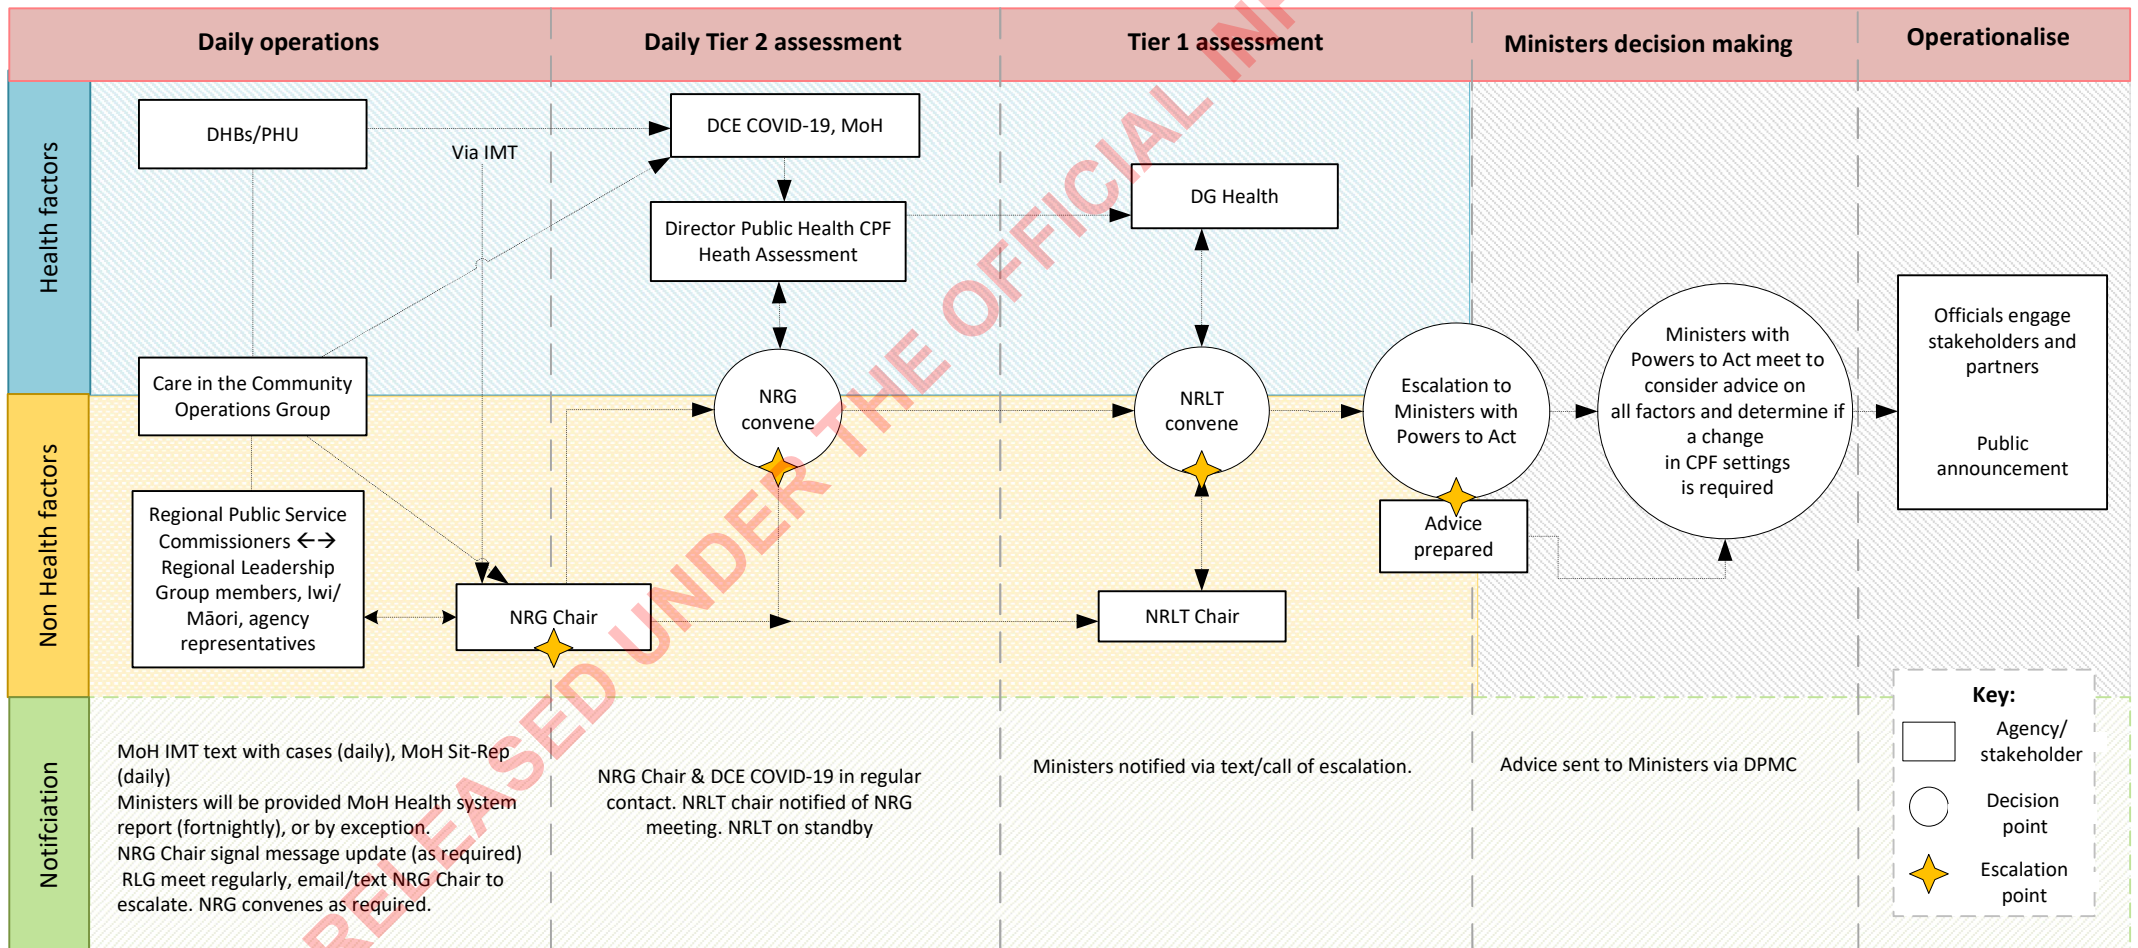 Daily operations
Daily Tier 2 assessment
Tier 1 assessment
Ministers decision making
Operationalise
Health factors
DHBs/PHU
Via IMT
DCE COVID-19, MoH
Director Public Health CPF
Heath Assessment
DG Health
Care in the Community
Operations Group
NRG
convene
NRLT
convene
Escalation to
Ministers with
Powers to Act
Ministers with
Powers to Act meet to
consider advice on
all factors and determine if
a change
in CPF settings
is required
Officials engage
stakeholders and
partners
Public
announcement
Non Health factors
Regional Public Service
Commissioners ←→
Regional Leadership
Group members, Iwi/
Māori, agency
representatives
NRG Chair
NRLT Chair
Advice
prepared
Notifciation
MoH IMT text with cases (daily), MoH Sit-Rep
(daily)
Ministers will be provided MoH Health system
report (fortnightly), or by exception.
NRG Chair signal message update (as required)
RLG meet regularly, email/text NRG Chair to
escalate. NRG convenes as required.
NRG Chair & DCE COVID-19 in regular
contact. NRLT chair notified of NRG
meeting. NRLT on standby
Ministers notified via text/call of escalation.
Advice sent to Ministers via DPMC
Key:
Agency/
stakeholder
Decision
point
Escalation
point
RELEASED UNDER THE OFFICIAL INF